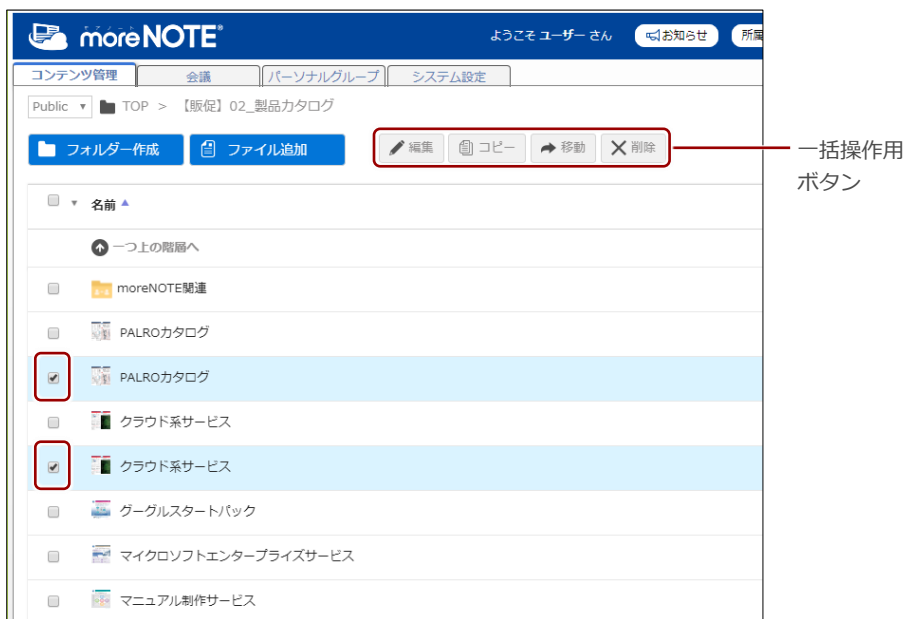 モアノート
moreNOTE®
ようこそ ユーザー さん
お知らせ
所属
コンテンツ管理
会議
パーソナルグループ
システム設定
Public
TOP > 【販促】02_製品カタログ
フォルダー作成
ファイル追加
編集
コピー
移動
削除
一括操作用
ボタン
名前
一つ上の階層へ
moreNOTE関連
PALROカタログ
PALROカタログ
クラウド系サービス
クラウド系サービス
グーグルスタートパック
マイクロソフトエンタープライズサービス
マニュアル制作サービス